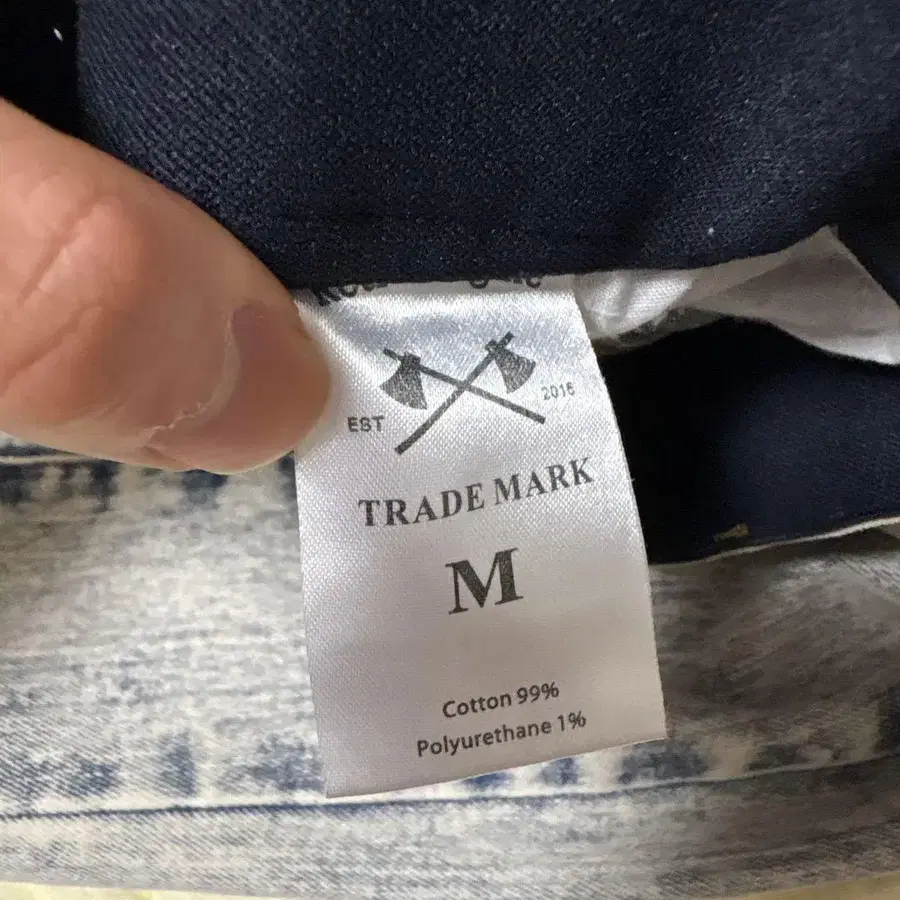 EST 2016
TRADE MARK
M
Cotton 99%
Polyurethane 1%